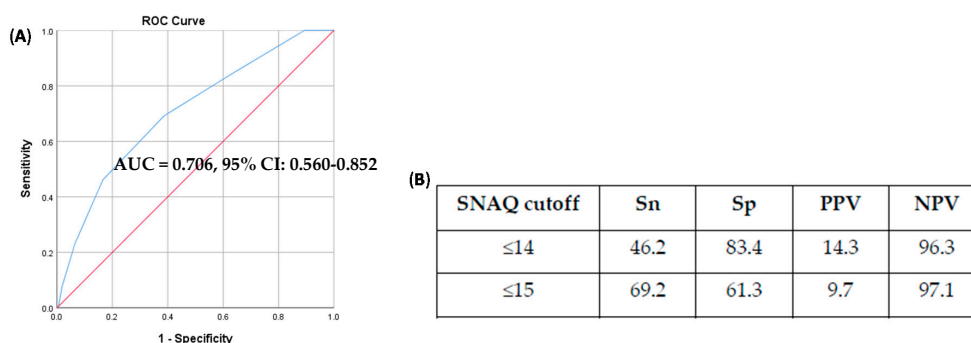 (A)
ROC Curve
1.0
0.8
0.6
0.4
0.2
0.0
0.0 0.2 0.4 0.6 0.8 1.0
Sensitivity
1 - Specificity
AUC = 0.706, 95% CI: 0.560-0.852
(B)
SNAQ cutoff Sn Sp PPV NPV
≤14 46.2 83.4 14.3 96.3
≤15 69.2 61.3 9.7 97.1